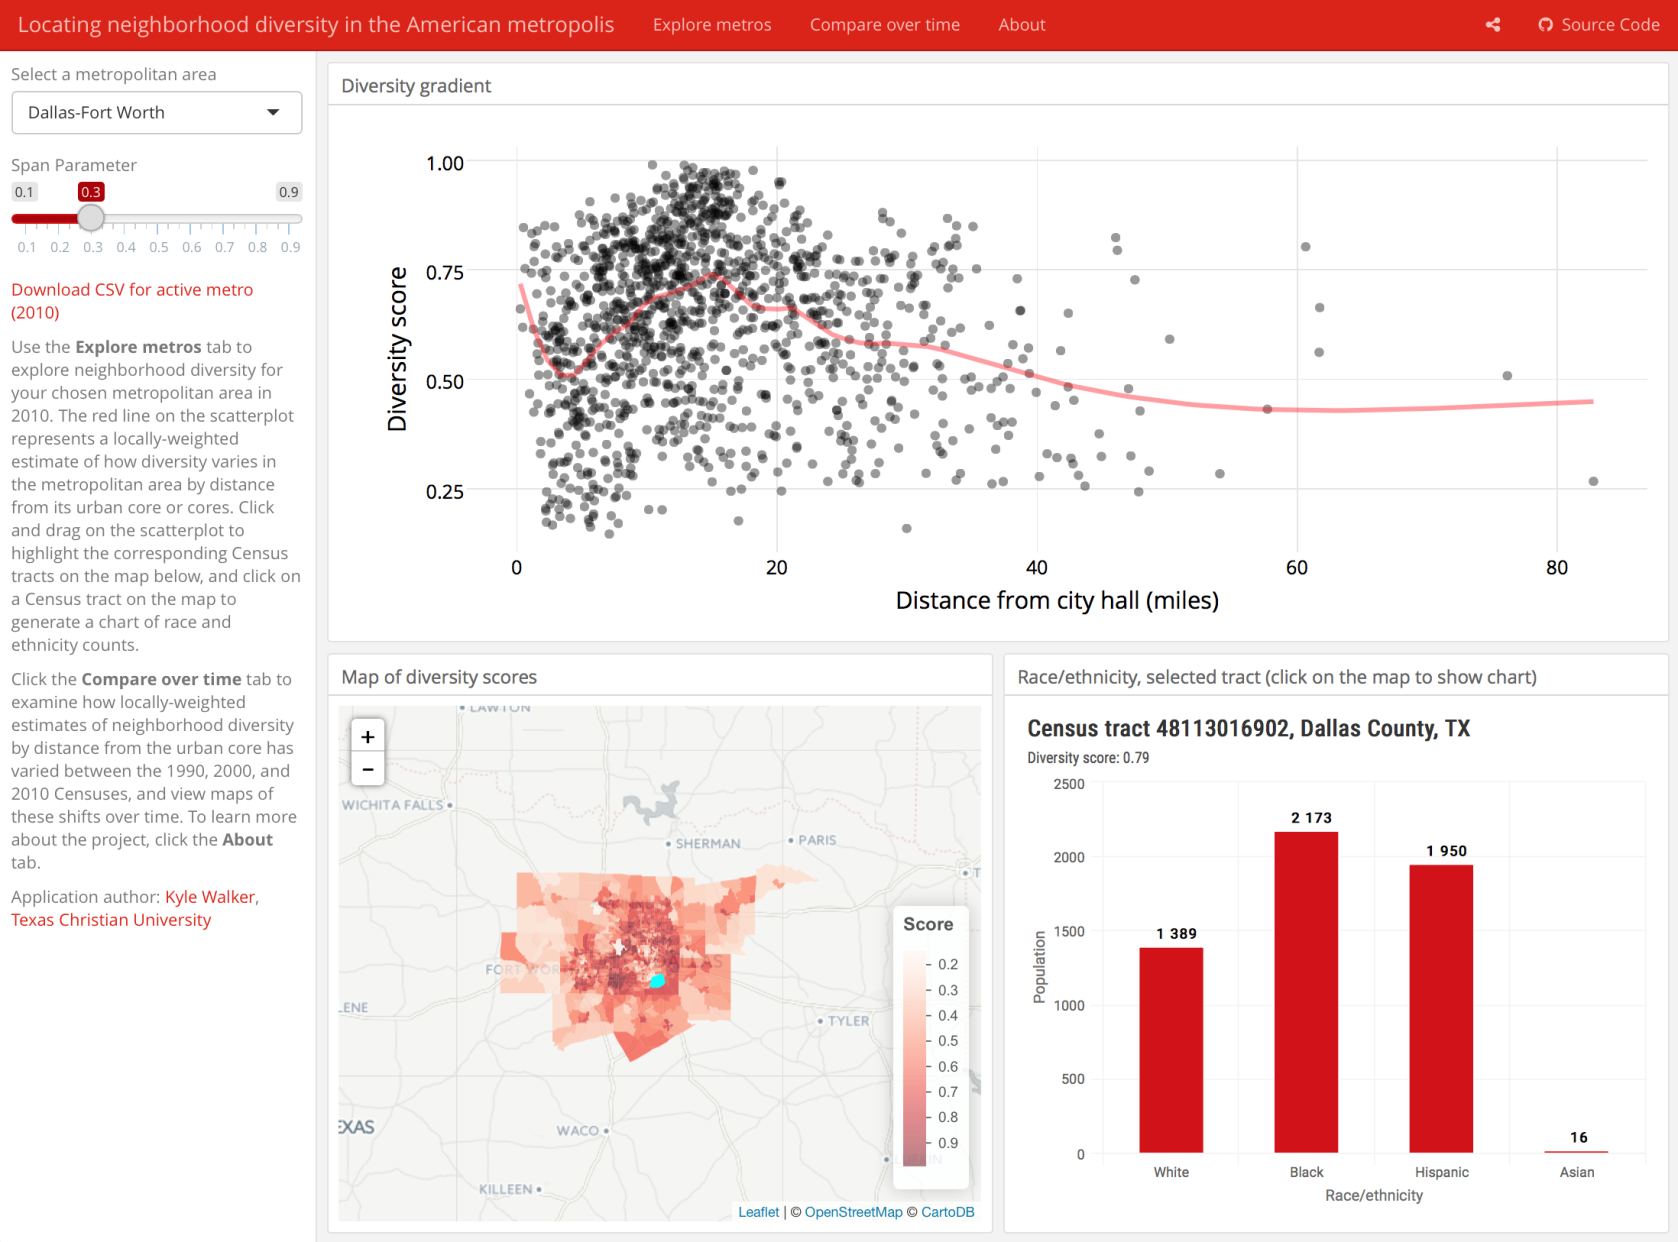 Locating neighborhood diversity in the American metropolis
Explore metros
Compare over time
About
Source Code
Select a metropolitan area
Dallas-Fort Worth
Span Parameter
0.1
0.3
0.9
0.1 0.2 0.3 0.4 0.5 0.6 0.7 0.8 0.9
Download CSV for active metro
(2010)
Use the Explore metros tab to
explore neighborhood diversity for
your chosen metropolitan area in
2010. The red line on the scatterplot
represents a locally-weighted
estimate of how diversity varies in
the metropolitan area by distance
from its urban core or cores. Click
and drag on the scatterplot to
highlight the corresponding Census
tracts on the map below, and click on
a Census tract on the map to
generate a chart of race and
ethnicity counts.
Click the Compare over time tab to
examine how locally-weighted
estimates of neighborhood diversity
by distance from the urban core has
varied between the 1990, 2000, and
2010 Censuses, and view maps of
these shifts over time. To learn more
about the project, click the About
tab.
Application author: Kyle Walker,
Texas Christian University
Diversity gradient
1.00
0.75
0.50
0.25
Diversity score
0 20 40 60 80
Distance from city hall (miles)
Map of diversity scores
+
−
LAWTON
WICHITA FALLS
SHERMAN
PARIS
T
FORT WOR
AS
LENE
TYLER
EXAS
WACO
KILLEEN
Score
0.2
0.3
0.4
0.5
0.6
0.7
0.8
0.9
Leaflet | © OpenStreetMap © CartoDB
Race/ethnicity, selected tract (click on the map to show chart)
Census tract 48113016902, Dallas County, TX
Diversity score: 0.79
2500
2000
1500
1000
500
0
Population
1 389
2 173
1 950
16
White Black Hispanic Asian
Race/ethnicity